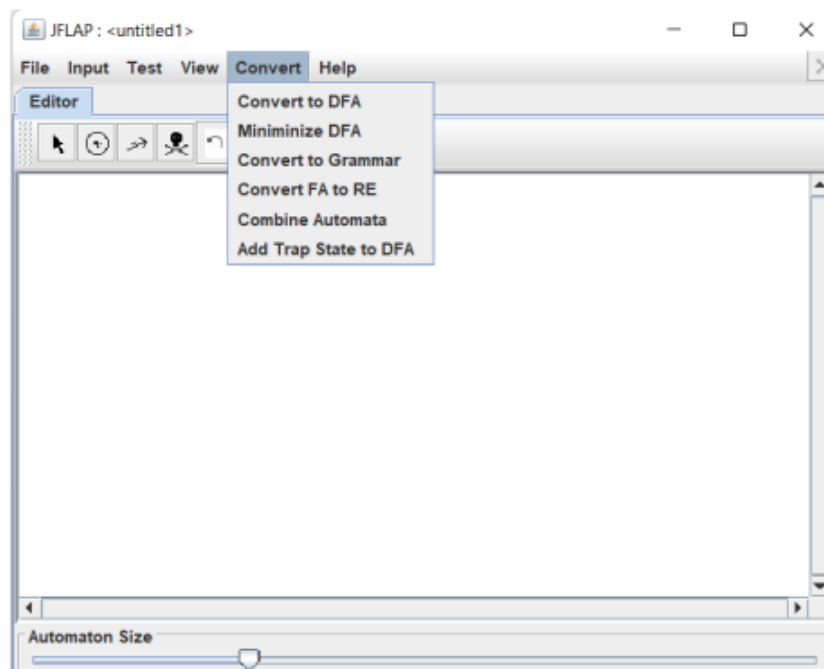 JFLAP : <untitled1>
File Input Test View Convert Help
Editor
Convert to DFA
Miniminize DFA
Convert to Grammar
Convert FA to RE
Combine Automata
Add Trap State to DFA
Automaton Size